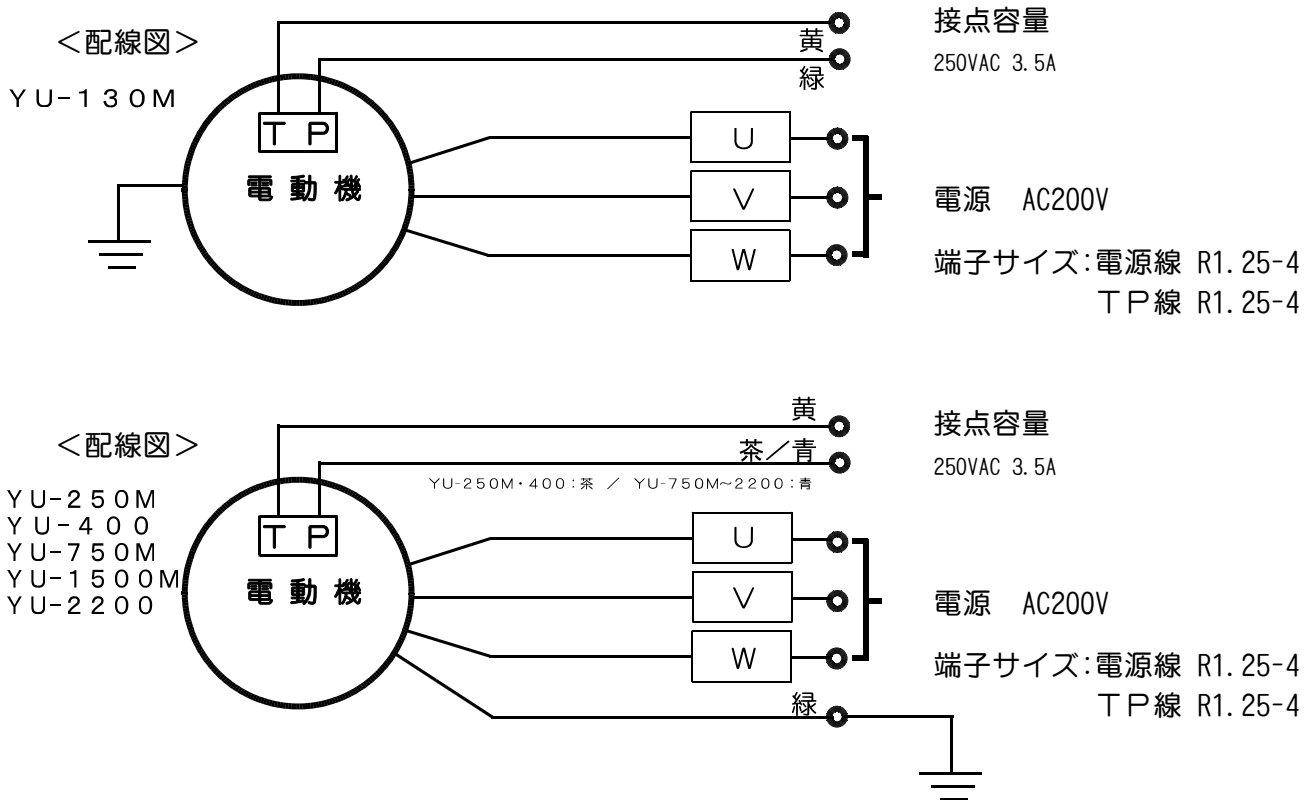 黄
接点容量
<配線図>
緑
250VAC 3.5A
YU-130M
TP
U
電動機
V
電源 AC200V
W
端子サイズ:電源線 R1.25-4
TP線 R1.25-4
黄
接点容量
<配線図>
茶/青
250VAC 3.5A
YU-250M・400:茶 / YU-750M~2200:青
YU-250M
YU-400
YU-750M
YU-1500M
YU-2200
TP
U
電動機
V
電源 AC200V
W
端子サイズ:電源線 R1.25-4
緑
TP線 R1.25-4